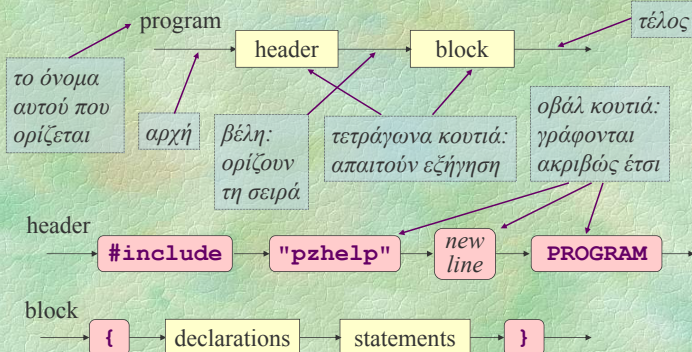 program
header
block
τέλος
το όνομα
αυτού που
ορίζεται
αρχή
βέλη:
ορίζουν
τη σειρά
τετράγωνα κουτιά:
απαιτούν εξήγηση
οβάλ κουτιά:
γράφονται
ακριβώς έτσι
header
#include
"pzhelp"
new
line
PROGRAM
block
{
declarations
statements
}